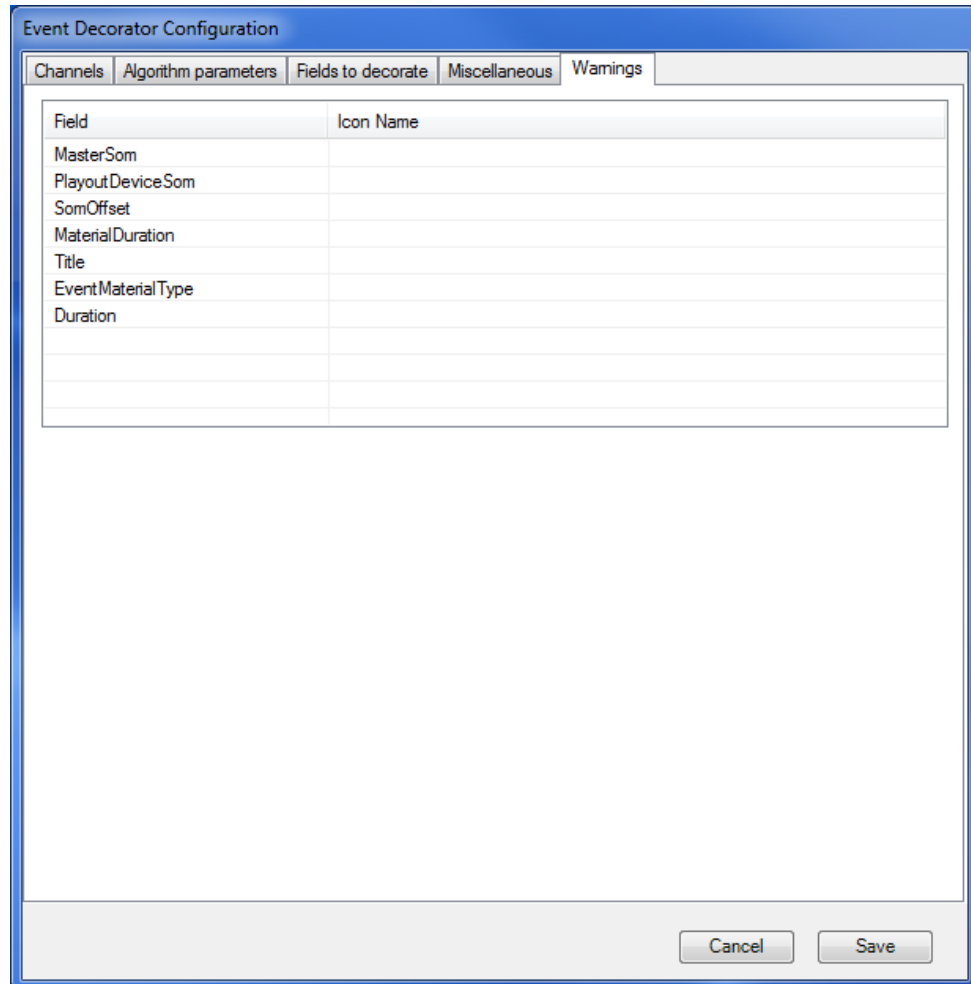 Event Decorator Configuration
Channels Algorithm parameters Fields to decorate Miscellaneous Warnings
Field Icon Name
MasterSom
PlayoutDeviceSom
SomOffset
MaterialDuration
Title
EventMaterialType
Duration
Cancel Save